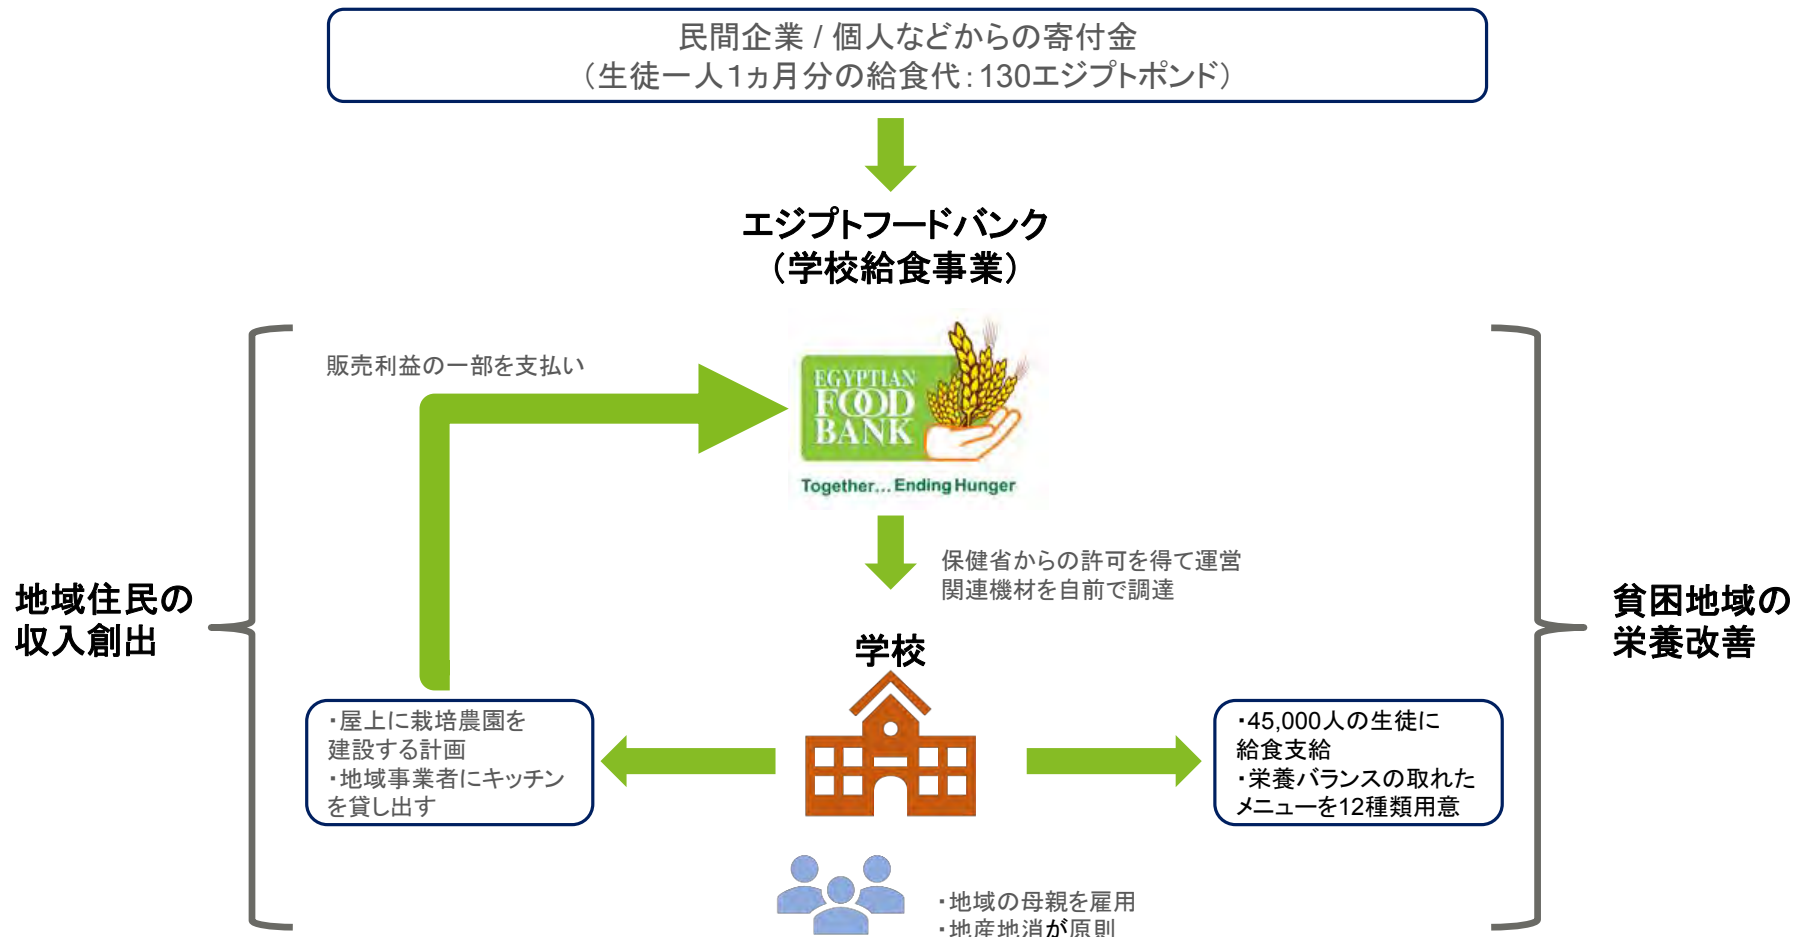 民間企業 / 個人などからの寄付金
（生徒一人１ヵ月分の給食代：130エジプトポンド）
エジプトフードバンク
（学校給食事業）
販売利益の一部を支払い
EGYPTIAN
FOOD
BANK
Together... Ending Hunger
保健省からの許可を得て運営
関連機材を自前で調達
地域住民の
収入創出
貧困地域の
栄養改善
学校
・屋上に栽培農園を
建設する計画
・地域事業者にキッチン
を貸し出す
・45,000人の生徒に
給食支給
・栄養バランスの取れた
メニューを12種類用意
・地域の母親を雇用
・地産地消が原則